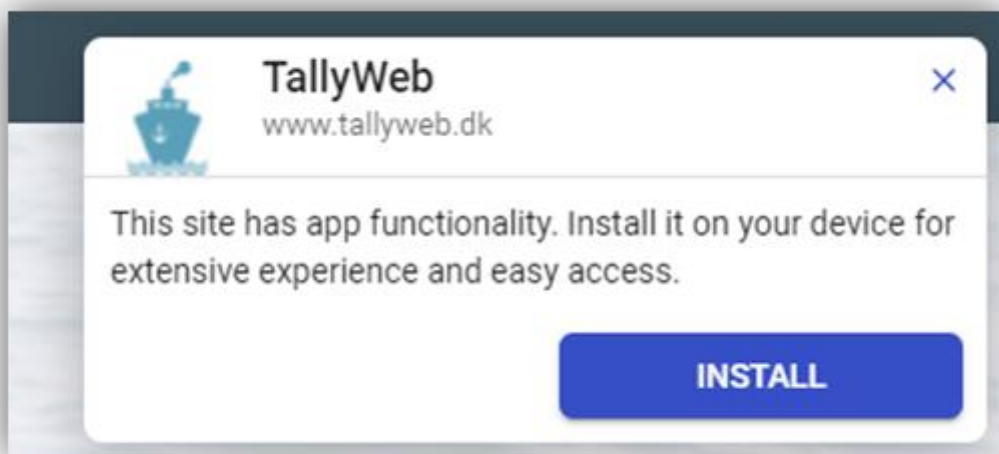 TallyWeb
www.tallyweb.dk
This site has app functionality. Install it on your device for
extensive experience and easy access.
INSTALL